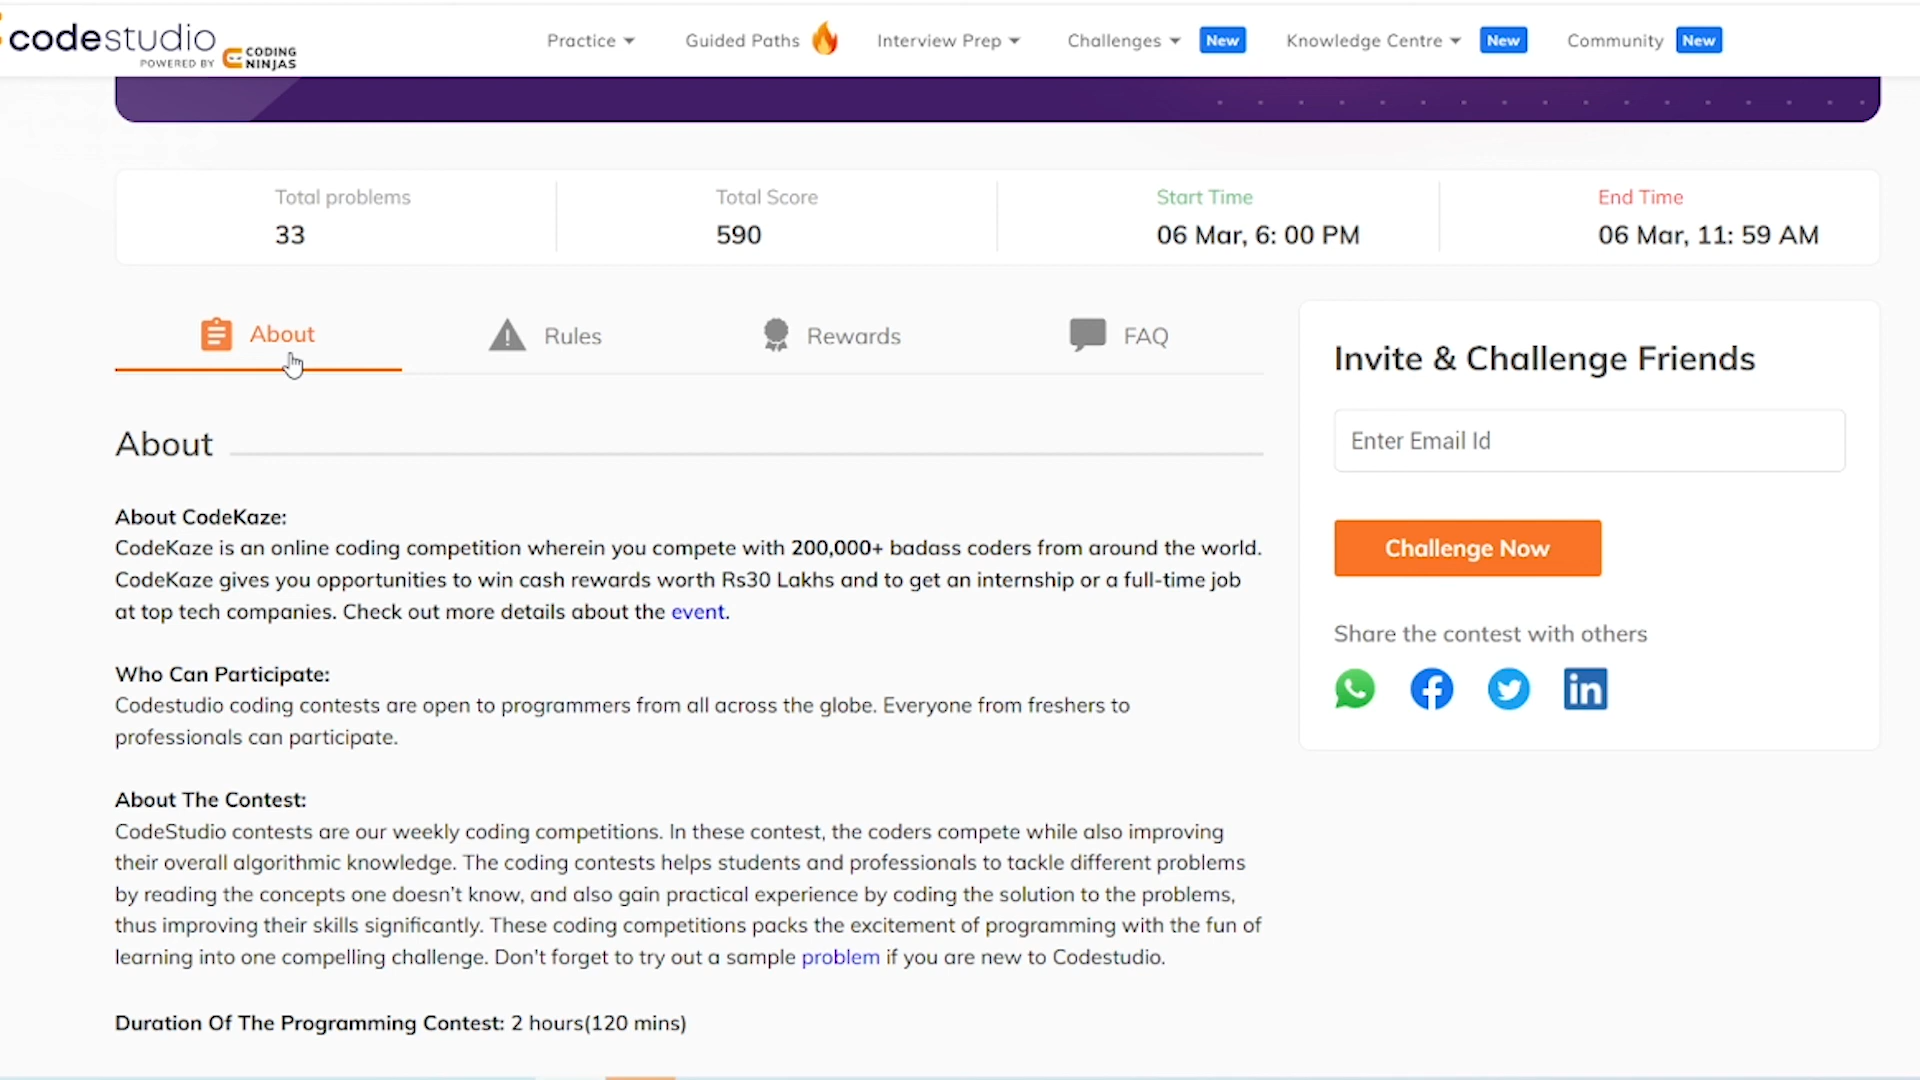 codestudio
POWERED BY CODING NINJAS
Practice Guided Paths Interview Prep Challenges New Knowledge Centre New Community New
Total problems
33
Total Score
590
Start Time
06 Mar, 6: 00 PM
End Time
06 Mar, 11: 59 AM
About Rules Rewards FAQ
About
About CodeKaze:
CodeKaze is an online coding competition wherein you compete with 200,000+ badass coders from around the world.
CodeKaze gives you opportunities to win cash rewards worth Rs30 Lakhs and to get an internship or a full-time job
at top tech companies. Check out more details about the event.
Who Can Participate:
Codestudio coding contests are open to programmers from all across the globe. Everyone from freshers to
professionals can participate.
About The Contest:
CodeStudio contests are our weekly coding competitions. In these contest, the coders compete while also improving
their overall algorithmic knowledge. The coding contests helps students and professionals to tackle different problems
by reading the concepts one doesn't know, and also gain practical experience by coding the solution to the problems,
thus improving their skills significantly. These coding competitions packs the excitement of programming with the fun of
learning into one compelling challenge. Don't forget to try out a sample problem if you are new to Codestudio.
Duration Of The Programming Contest: 2 hours(120 mins)
Invite & Challenge Friends
Enter Email Id
Challenge Now
Share the contest with others